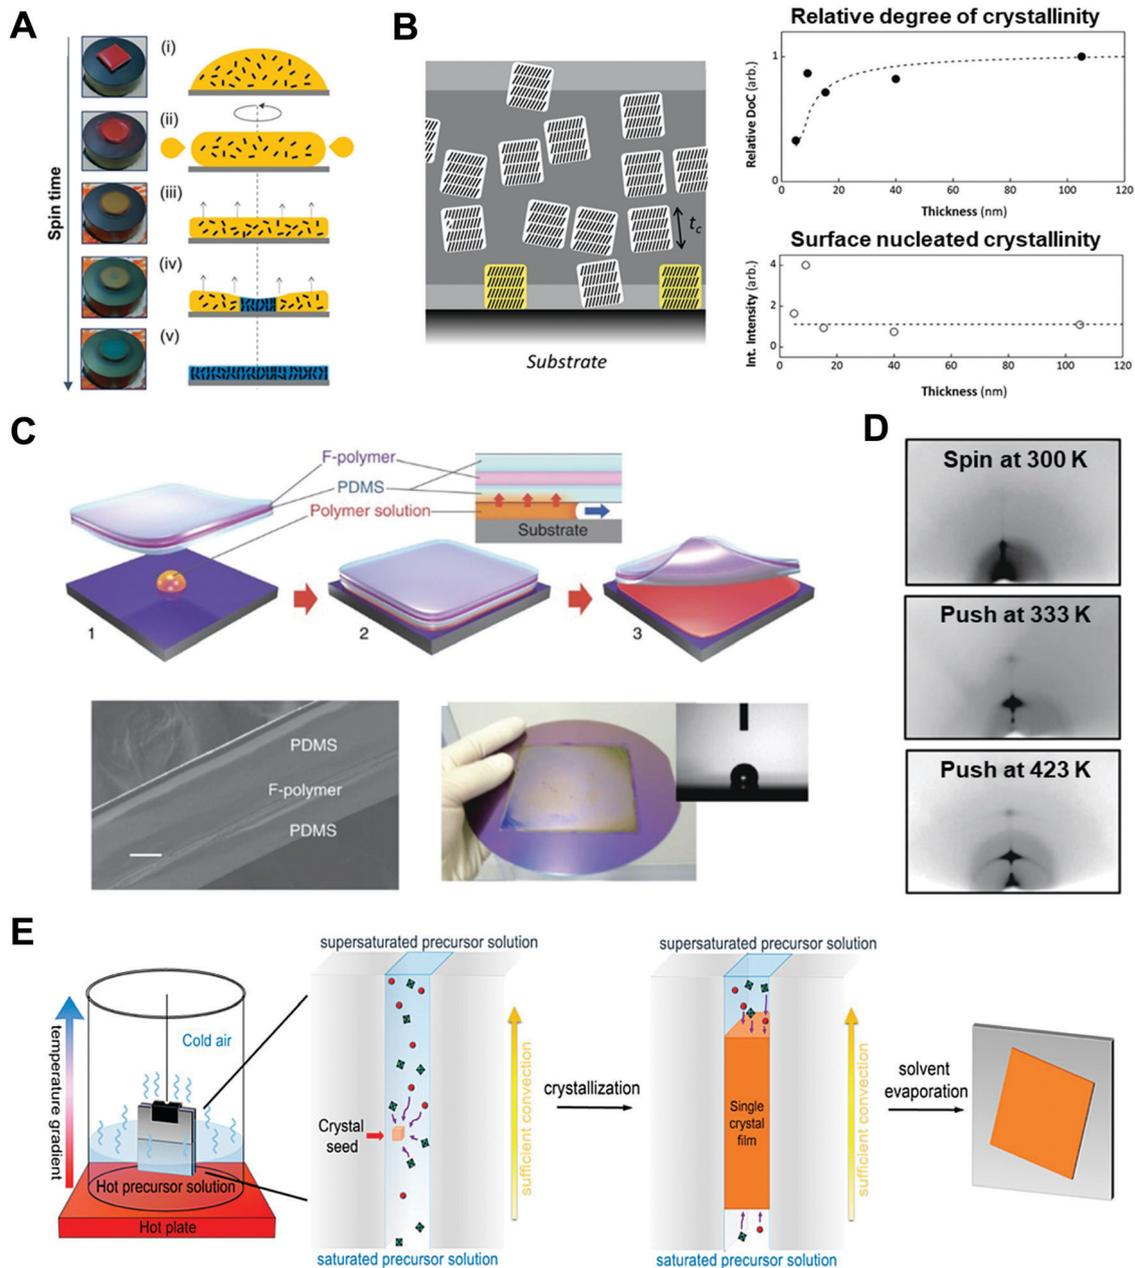 A
Spin time
(i)
(ii)
(iii)
(iv)
(v)
B
t_c
Substrate
Relative degree of crystallinity
Relative DoC (arb.)
1
0
0 20 40 60 80 100 120
Thickness (nm)
Surface nucleated crystallinity
Int. Intensity (arb.)
4
2
0
0 20 40 60 80 100 120
Thickness (nm)
C
F-polymer
PDMS
Polymer solution
Substrate
1
2
3
PDMS
F-polymer
PDMS
D
Spin at 300 K
Push at 333 K
Push at 423 K
E
temperature gradient
Cold air
Hot precursor solution
Hot plate
supersaturated precursor solution
Crystal
seed
sufficient convection
saturated precursor solution
crystallization
supersaturated precursor solution
Single
crystal
film
sufficient convection
saturated precursor solution
solvent
evaporation